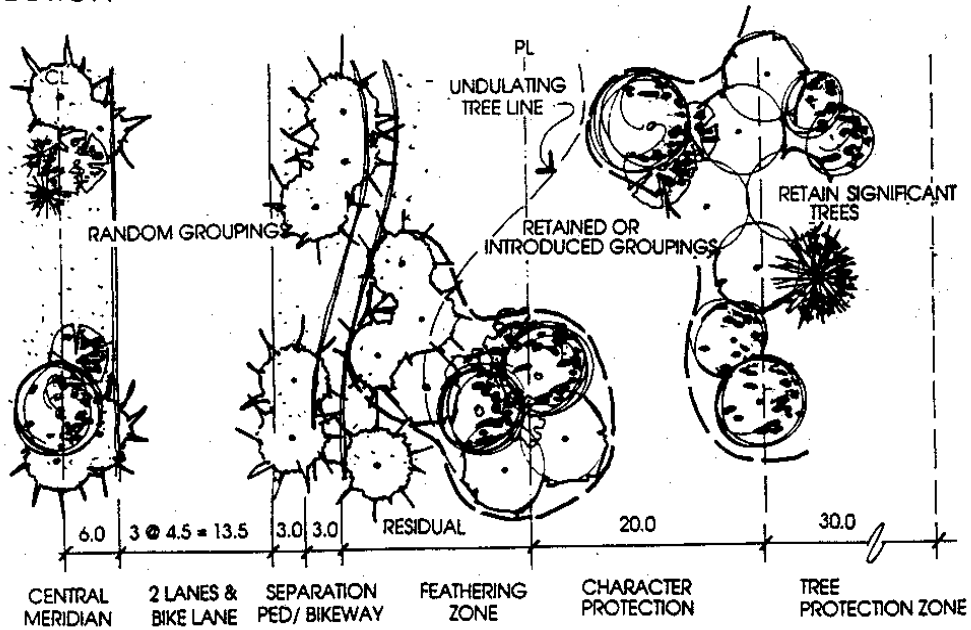 CL
PL
UNDULATING
TREE LINE
RETAIN SIGNIFICANT
TREES
RANDOM GROUPINGS
RETAINED OR
INTRODUCED GROUPINGS
6.0
3 @ 4.5 = 13.5
3.0
3.0
RESIDUAL
20.0
30.0
CENTRAL
MERIDIAN
2 LANES &
BIKE LANE
SEPARATION
PED/ BIKEWAY
FEATHERING
ZONE
CHARACTER
PROTECTION
TREE
PROTECTION ZONE